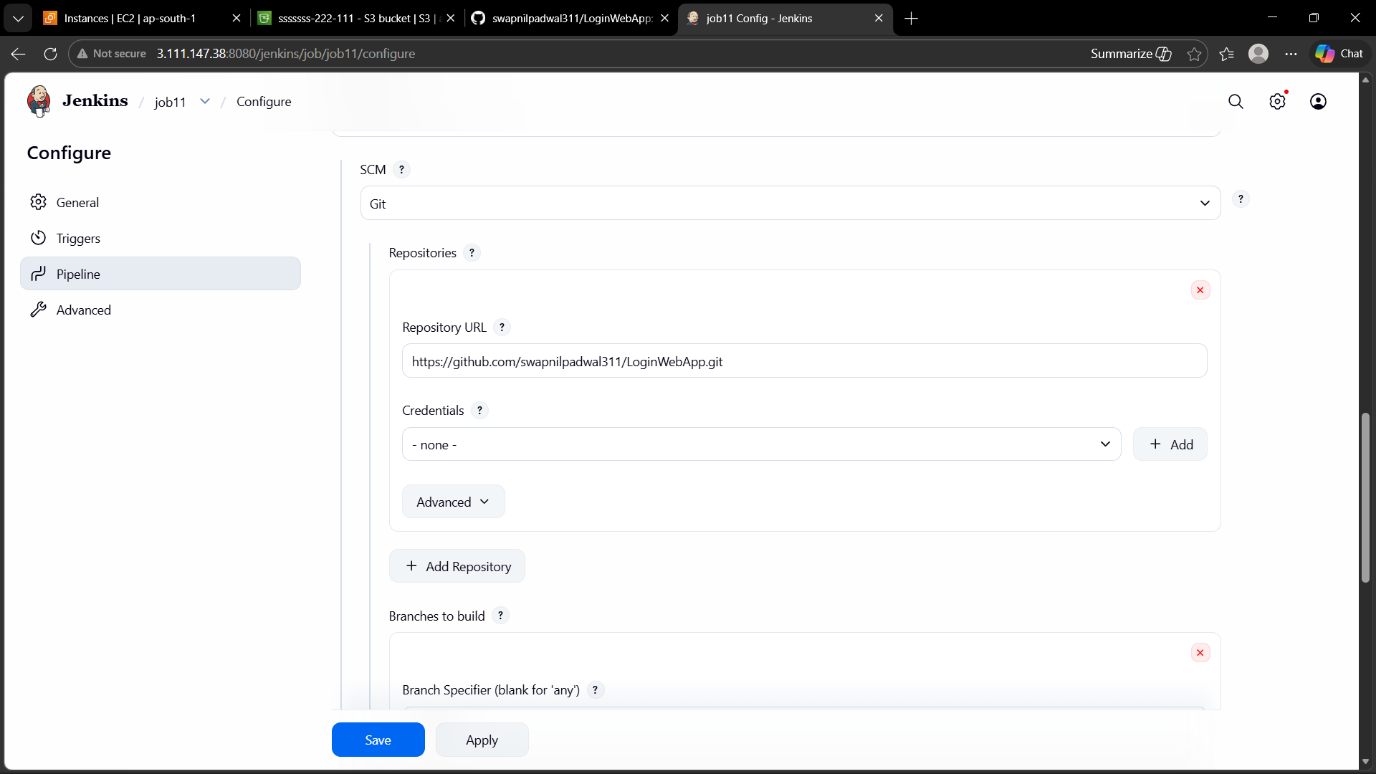 Instances | EC2 | ap-south-1
sssssss-222-111 - S3 bucket | S3 |
swapnilpadwal311/LoginWebApp:
job11 Config - Jenkins
Not secure
3.111.147.38:8080/jenkins/job/job11/configure
Summarize
Chat
Jenkins / job11 / Configure
Configure
General
Triggers
Pipeline
Advanced
SCM ?
Git
?
Repositories ?
Repository URL ?
https://github.com/swapnilpadwal311/LoginWebApp.git
Credentials ?
- none -
+ Add
Advanced
+ Add Repository
Branches to build ?
Branch Specifier (blank for 'any') ?
Save
Apply